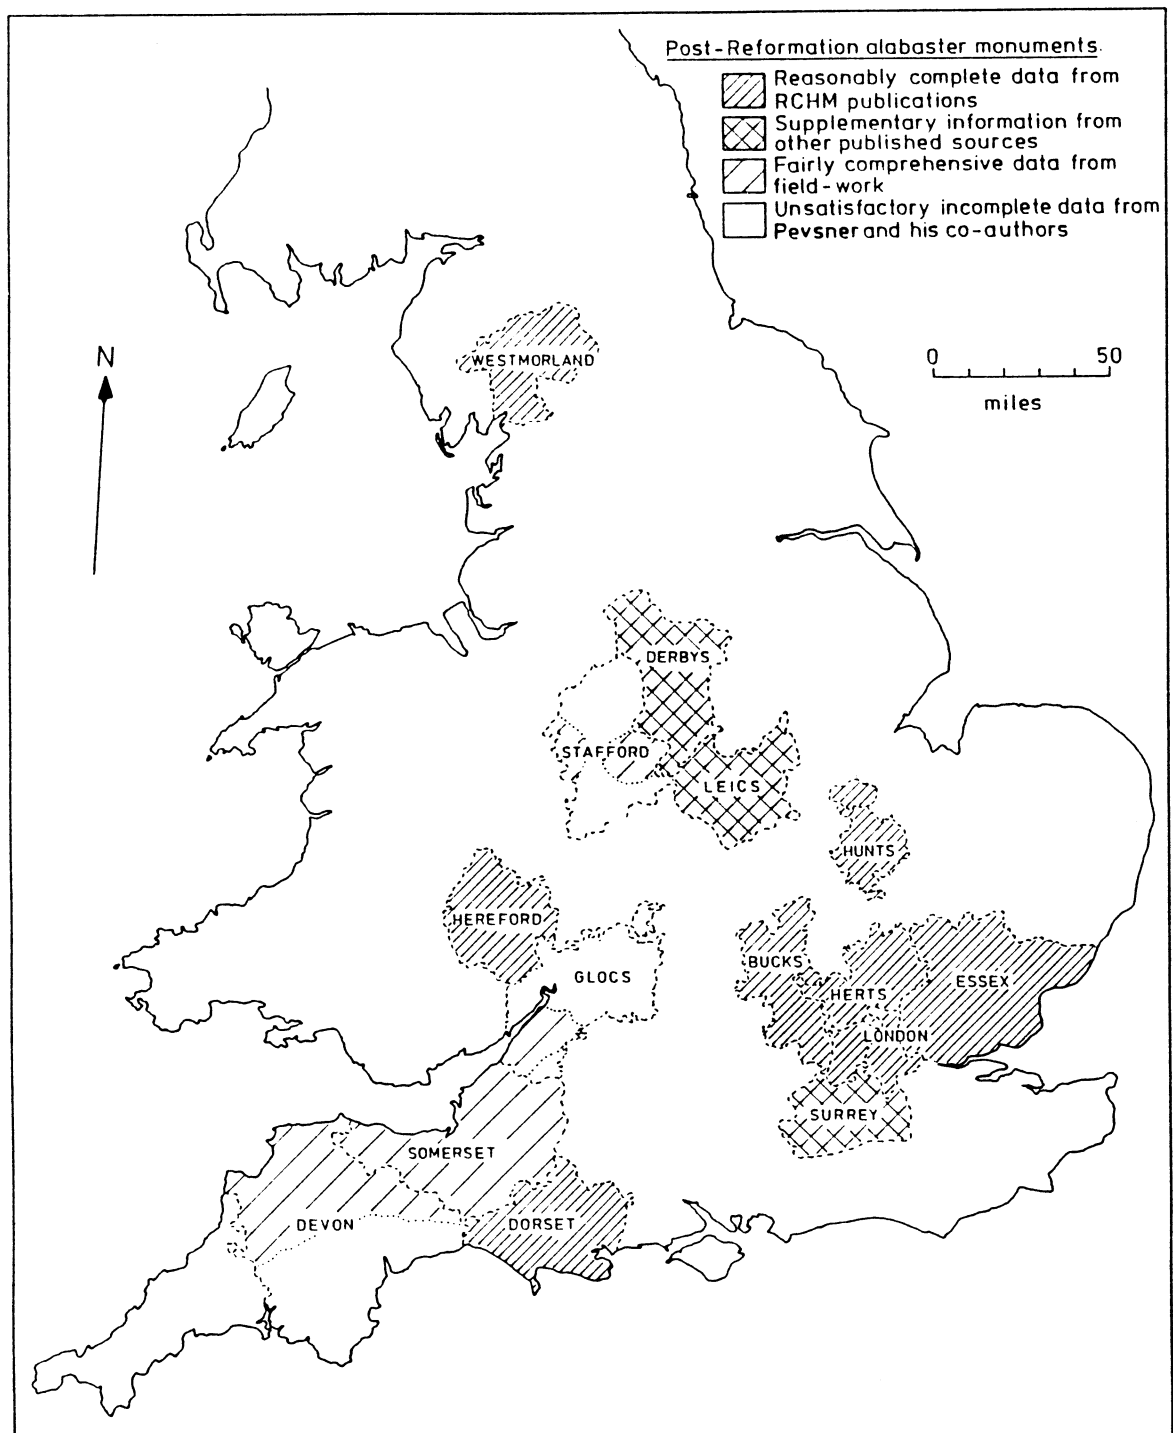 Post-Reformation alabaster monuments.
Reasonably complete data from
RCHM publications
Supplementary information from
other published sources
Fairly comprehensive data from
field-work
Unsatisfactory incomplete data from
Pevsner and his co-authors
N
WESTMORLAND
0 50
miles
DERBYS
STAFFORD
LEICS
HUNTS
HEREFORD
GLOCS
BUCKS
HERTS
ESSEX
LONDON
SURREY
SOMERSET
DEVON
DORSET